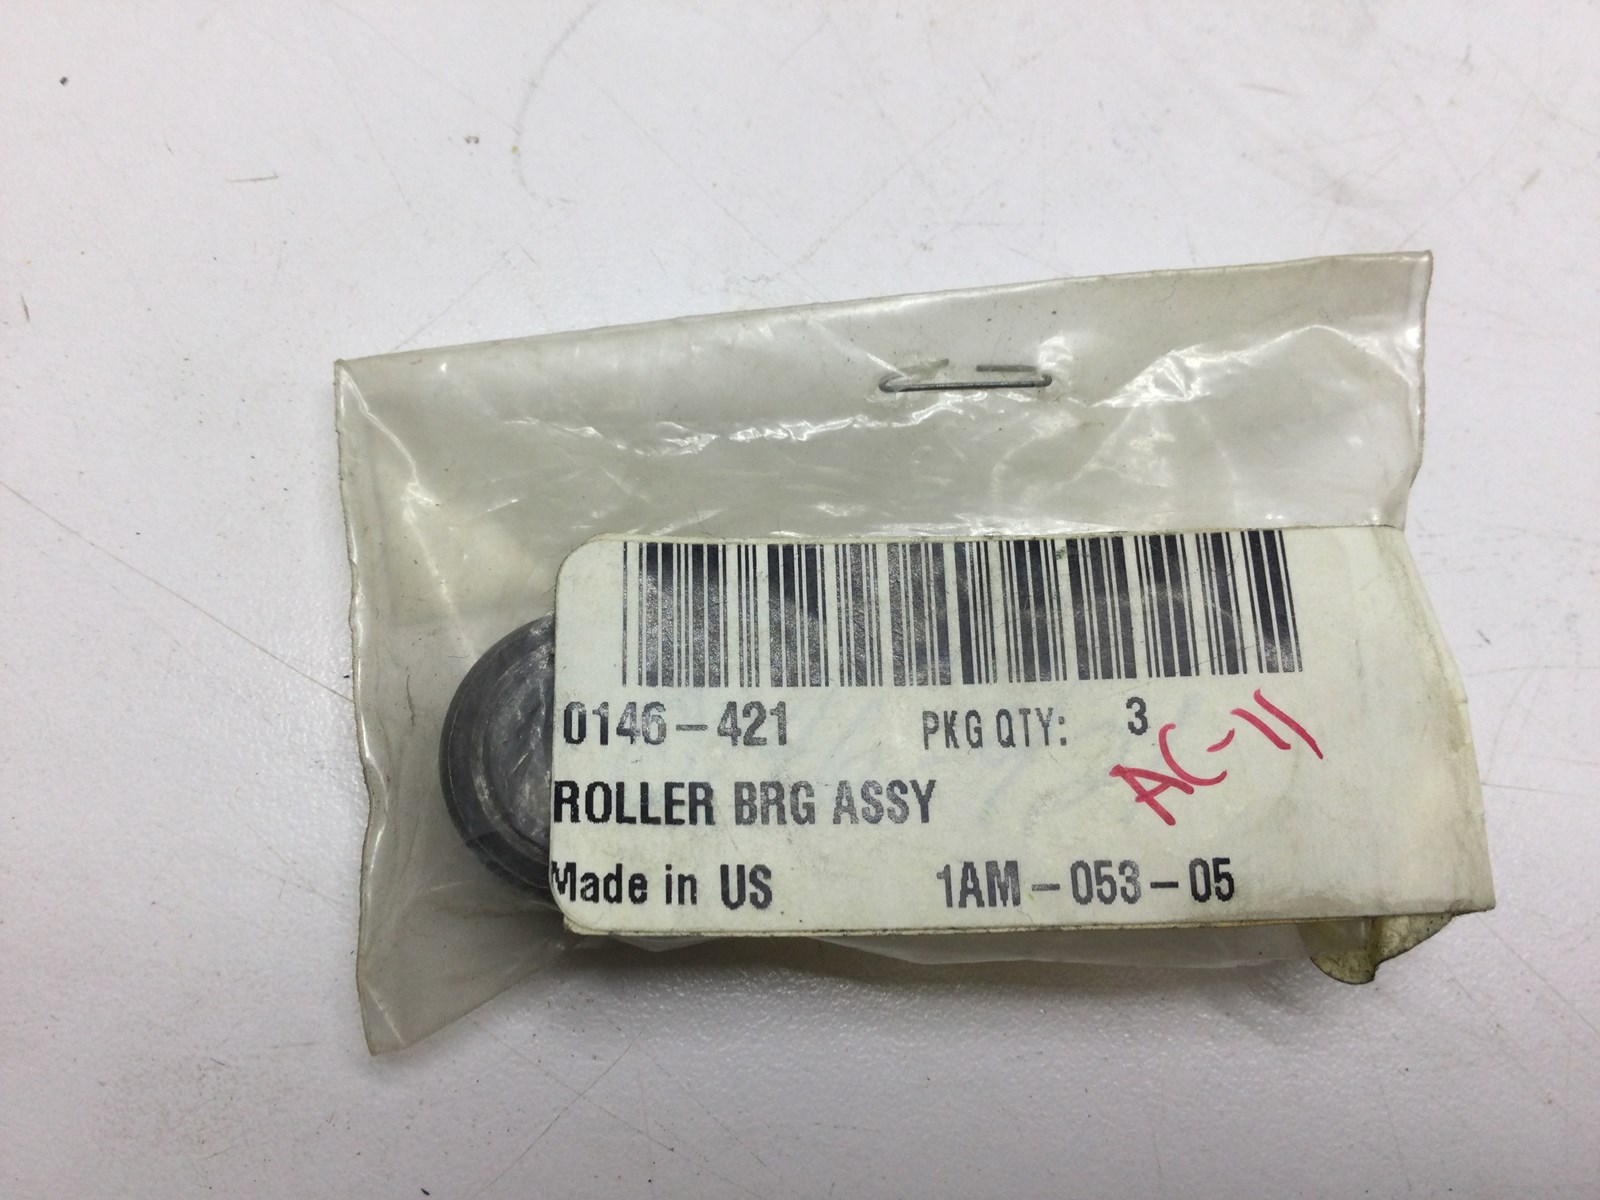 0146-421 PKG QTY: 3
AC-11
ROLLER BRG ASSY
Made in US 1AM-053-05